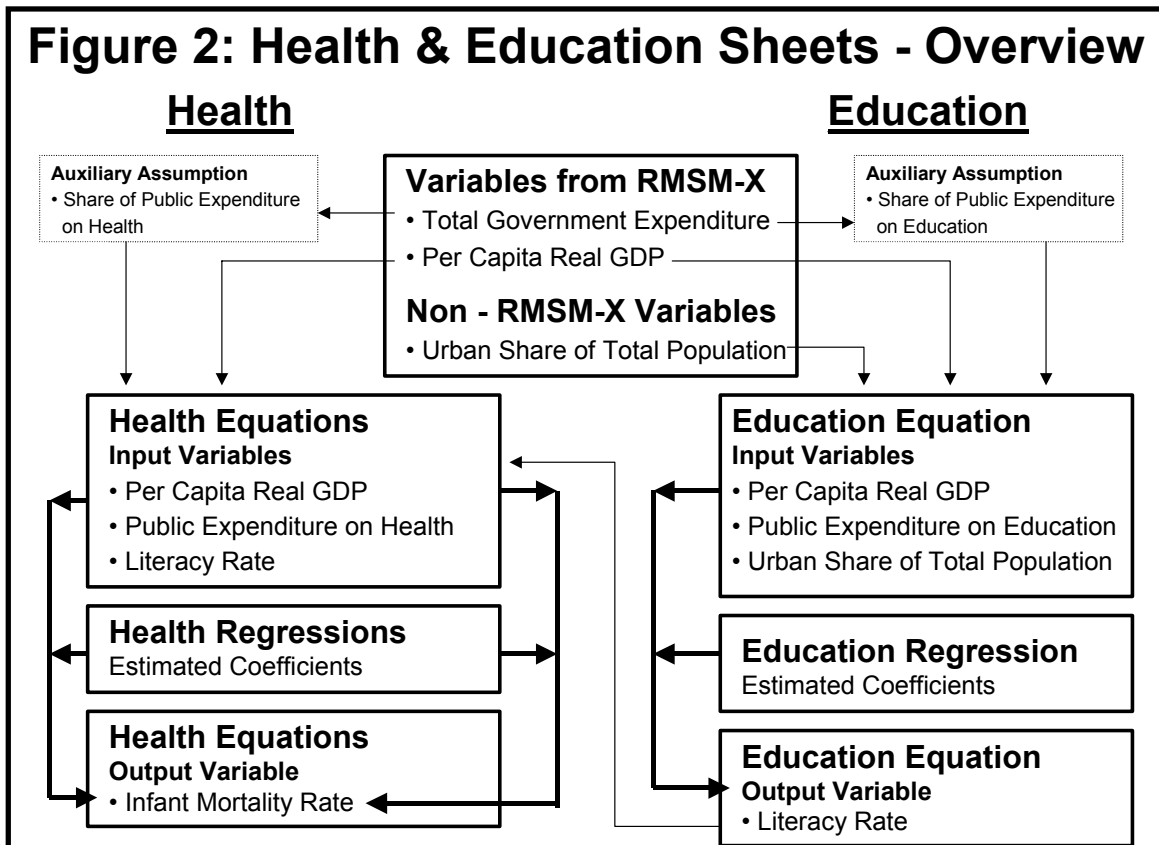 Figure 2: Health & Education Sheets - Overview
Health
Education
Auxiliary Assumption
• Share of Public Expenditure
on Health
Variables from RMSM-X
• Total Government Expenditure
• Per Capita Real GDP
Non - RMSM-X Variables
• Urban Share of Total Population
Auxiliary Assumption
• Share of Public Expenditure
on Education
Health Equations
Input Variables
• Per Capita Real GDP
• Public Expenditure on Health
• Literacy Rate
Health Regressions
Estimated Coefficients
Health Equations
Output Variable
• Infant Mortality Rate
Education Equation
Input Variables
• Per Capita Real GDP
• Public Expenditure on Education
• Urban Share of Total Population
Education Regression
Estimated Coefficients
Education Equation
Output Variable
• Literacy Rate